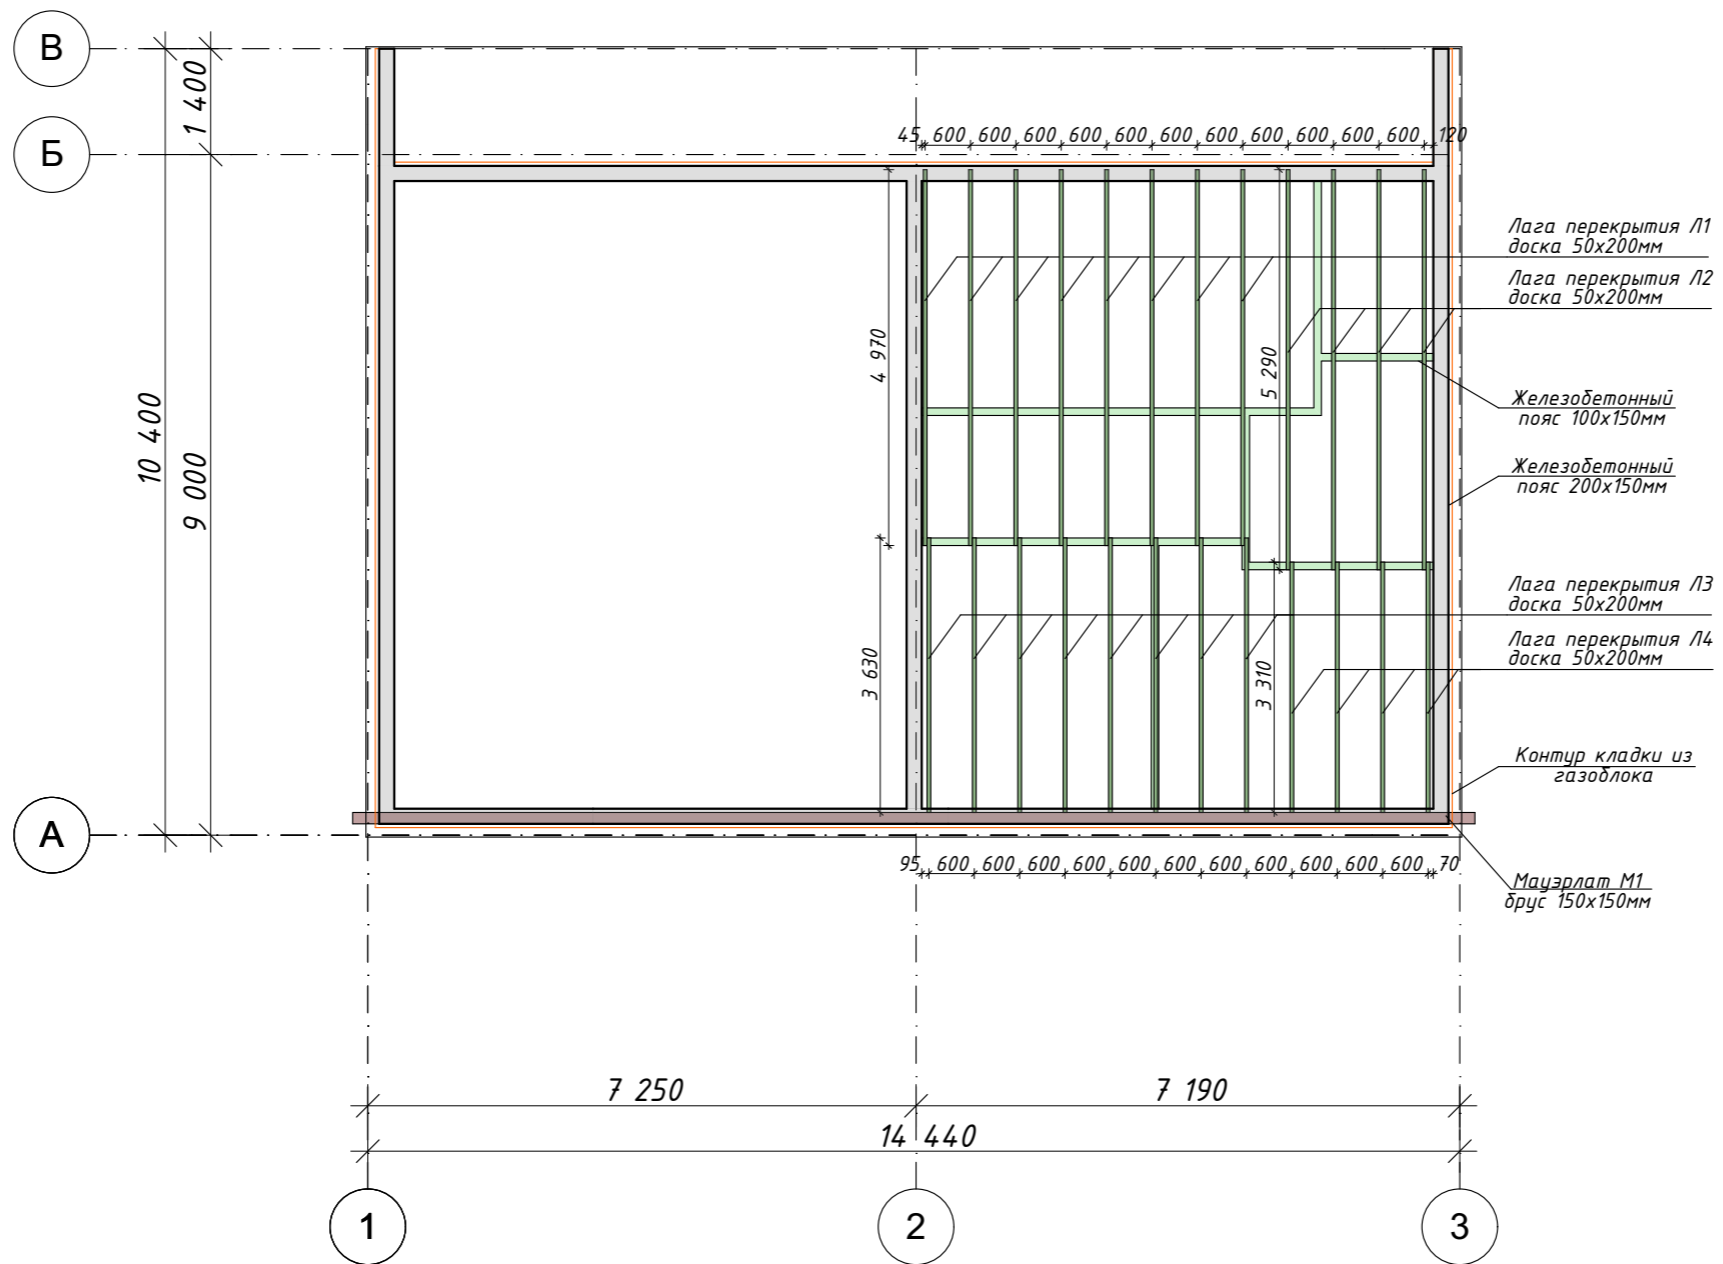 В
1 400
Б
45 600 600 600 600 600 600 600 600 600 600 600 120
Лага перекрытия Л1
доска 50х200мм
Лага перекрытия Л2
доска 50х200мм
4 970
5 290
Железобетонный
пояс 100х150мм
10 400
9 000
Железобетонный
пояс 200х150мм
Лага перекрытия Л3
доска 50х200мм
3 630
3 310
Лага перекрытия Л4
доска 50х200мм
Контур кладки из
газоблока
А
95 600 600 600 600 600 600 600 600 600 600 600 70
Мауэрлат М1
брус 150х150мм
7 250
7 190
14 440
1
2
3